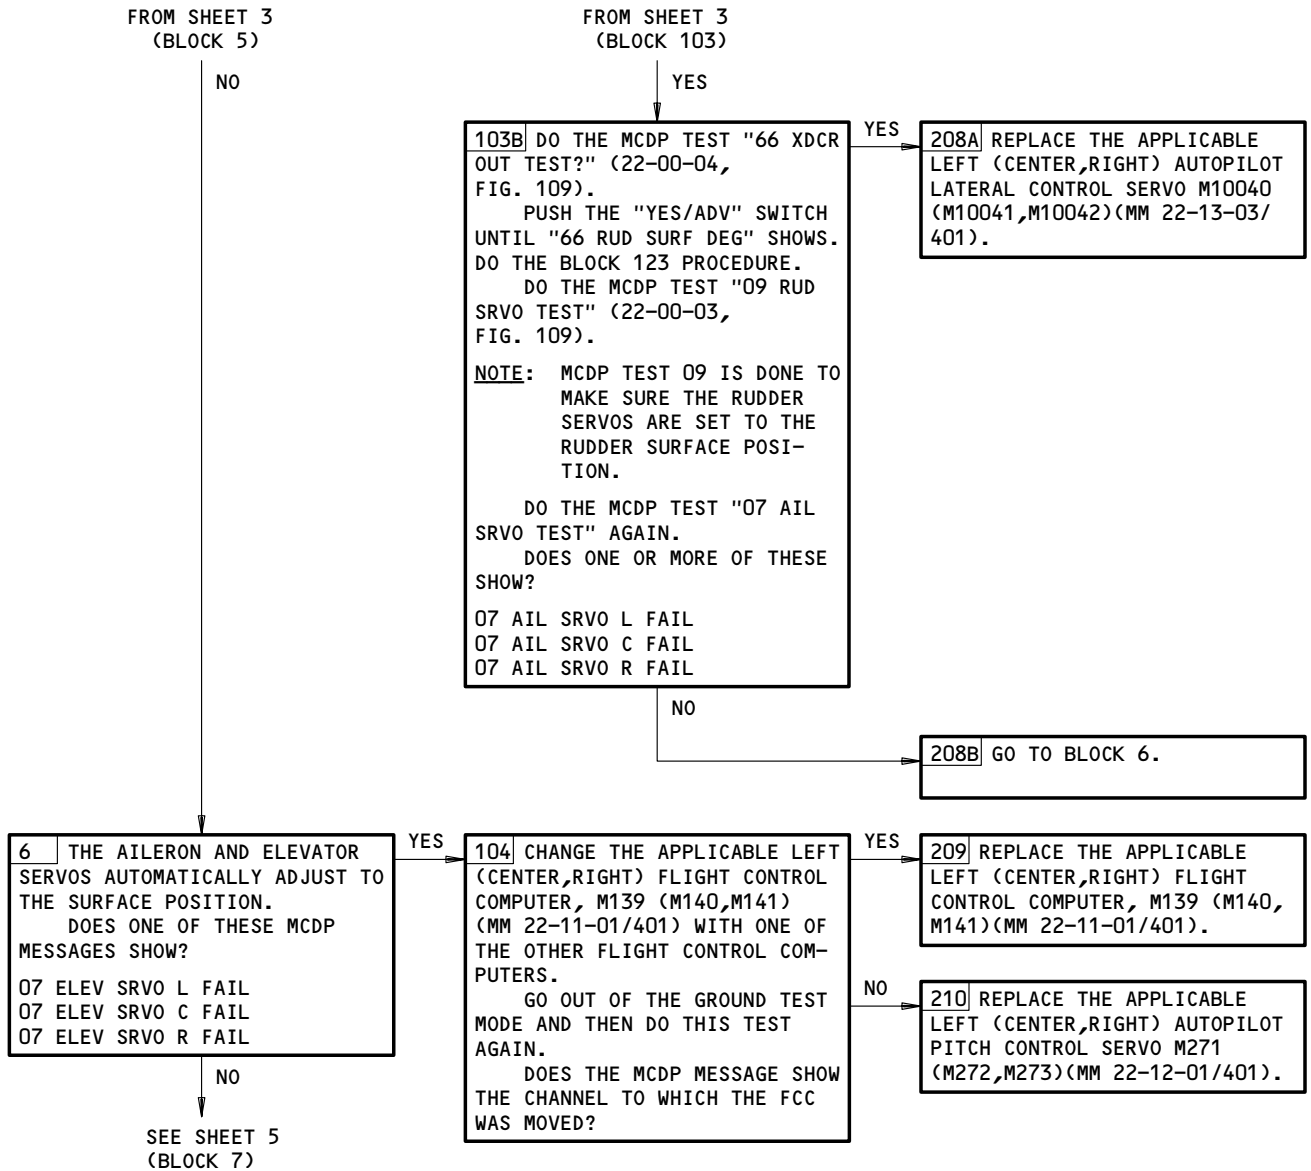 FROM SHEET 3
(BLOCK 5)
NO
FROM SHEET 3
(BLOCK 103)
YES
103B DO THE MCDP TEST "66 XDCR
OUT TEST?" (22-00-04,
FIG. 109).
PUSH THE "YES/ADV" SWITCH
UNTIL "66 RUD SURF DEG" SHOWS.
DO THE BLOCK 123 PROCEDURE.
DO THE MCDP TEST "09 RUD
SRVO TEST" (22-00-03,
FIG. 109).
NOTE: MCDP TEST 09 IS DONE TO
MAKE SURE THE RUDDER
SERVOS ARE SET TO THE
RUDDER SURFACE POSI-
TION.
DO THE MCDP TEST "07 AIL
SRVO TEST" AGAIN.
DOES ONE OR MORE OF THESE
SHOW?
07 AIL SRVO L FAIL
07 AIL SRVO C FAIL
07 AIL SRVO R FAIL
YES
208A REPLACE THE APPLICABLE
LEFT (CENTER,RIGHT) AUTOPILOT
LATERAL CONTROL SERVO M10040
(M10041,M10042)(MM 22-13-03/
401).
NO
208B GO TO BLOCK 6.
6 THE AILERON AND ELEVATOR
SERVOS AUTOMATICALLY ADJUST TO
THE SURFACE POSITION.
DOES ONE OF THESE MCDP
MESSAGES SHOW?
07 ELEV SRVO L FAIL
07 ELEV SRVO C FAIL
07 ELEV SRVO R FAIL
YES
104 CHANGE THE APPLICABLE LEFT
(CENTER,RIGHT) FLIGHT CONTROL
COMPUTER, M139 (M140,M141)
(MM 22-11-01/401) WITH ONE OF
THE OTHER FLIGHT CONTROL COM-
PUTERS.
GO OUT OF THE GROUND TEST
MODE AND THEN DO THIS TEST
AGAIN.
DOES THE MCDP MESSAGE SHOW
THE CHANNEL TO WHICH THE FCC
WAS MOVED?
YES
209 REPLACE THE APPLICABLE
LEFT (CENTER,RIGHT) FLIGHT
CONTROL COMPUTER, M139 (M140,
M141)(MM 22-11-01/401).
NO
210 REPLACE THE APPLICABLE
LEFT (CENTER,RIGHT) AUTOPILOT
PITCH CONTROL SERVO M271
(M272,M273)(MM 22-12-01/401).
NO
SEE SHEET 5
(BLOCK 7)